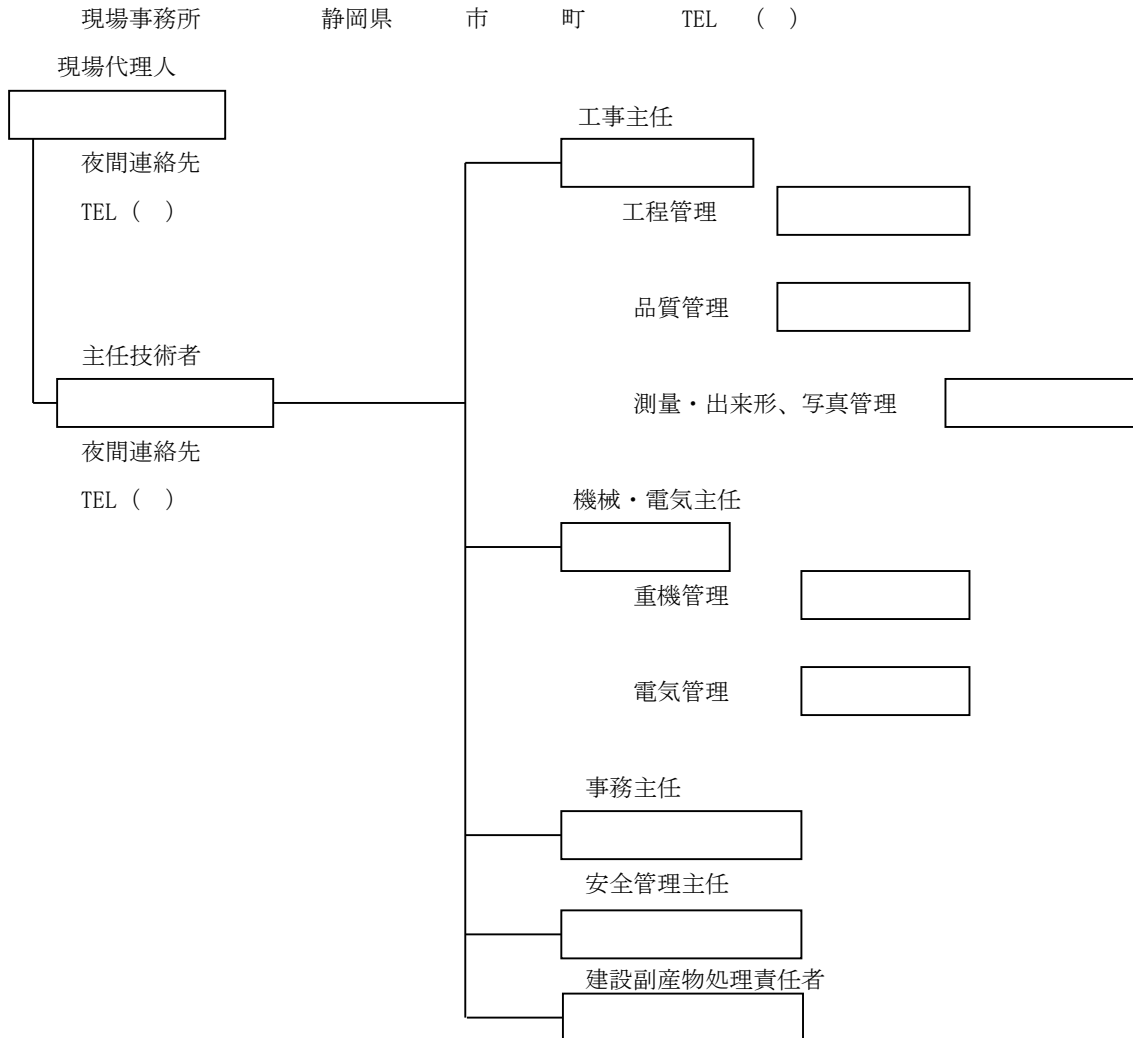 現場事務所 静岡県 市 町 TEL ( )
現場代理人
工事主任
夜間連絡先
TEL ( )
工程管理
品質管理
主任技術者
測量・出来形、写真管理
夜間連絡先
TEL ( )
機械・電気主任
重機管理
電気管理
事務主任
安全管理主任
建設副産物処理責任者